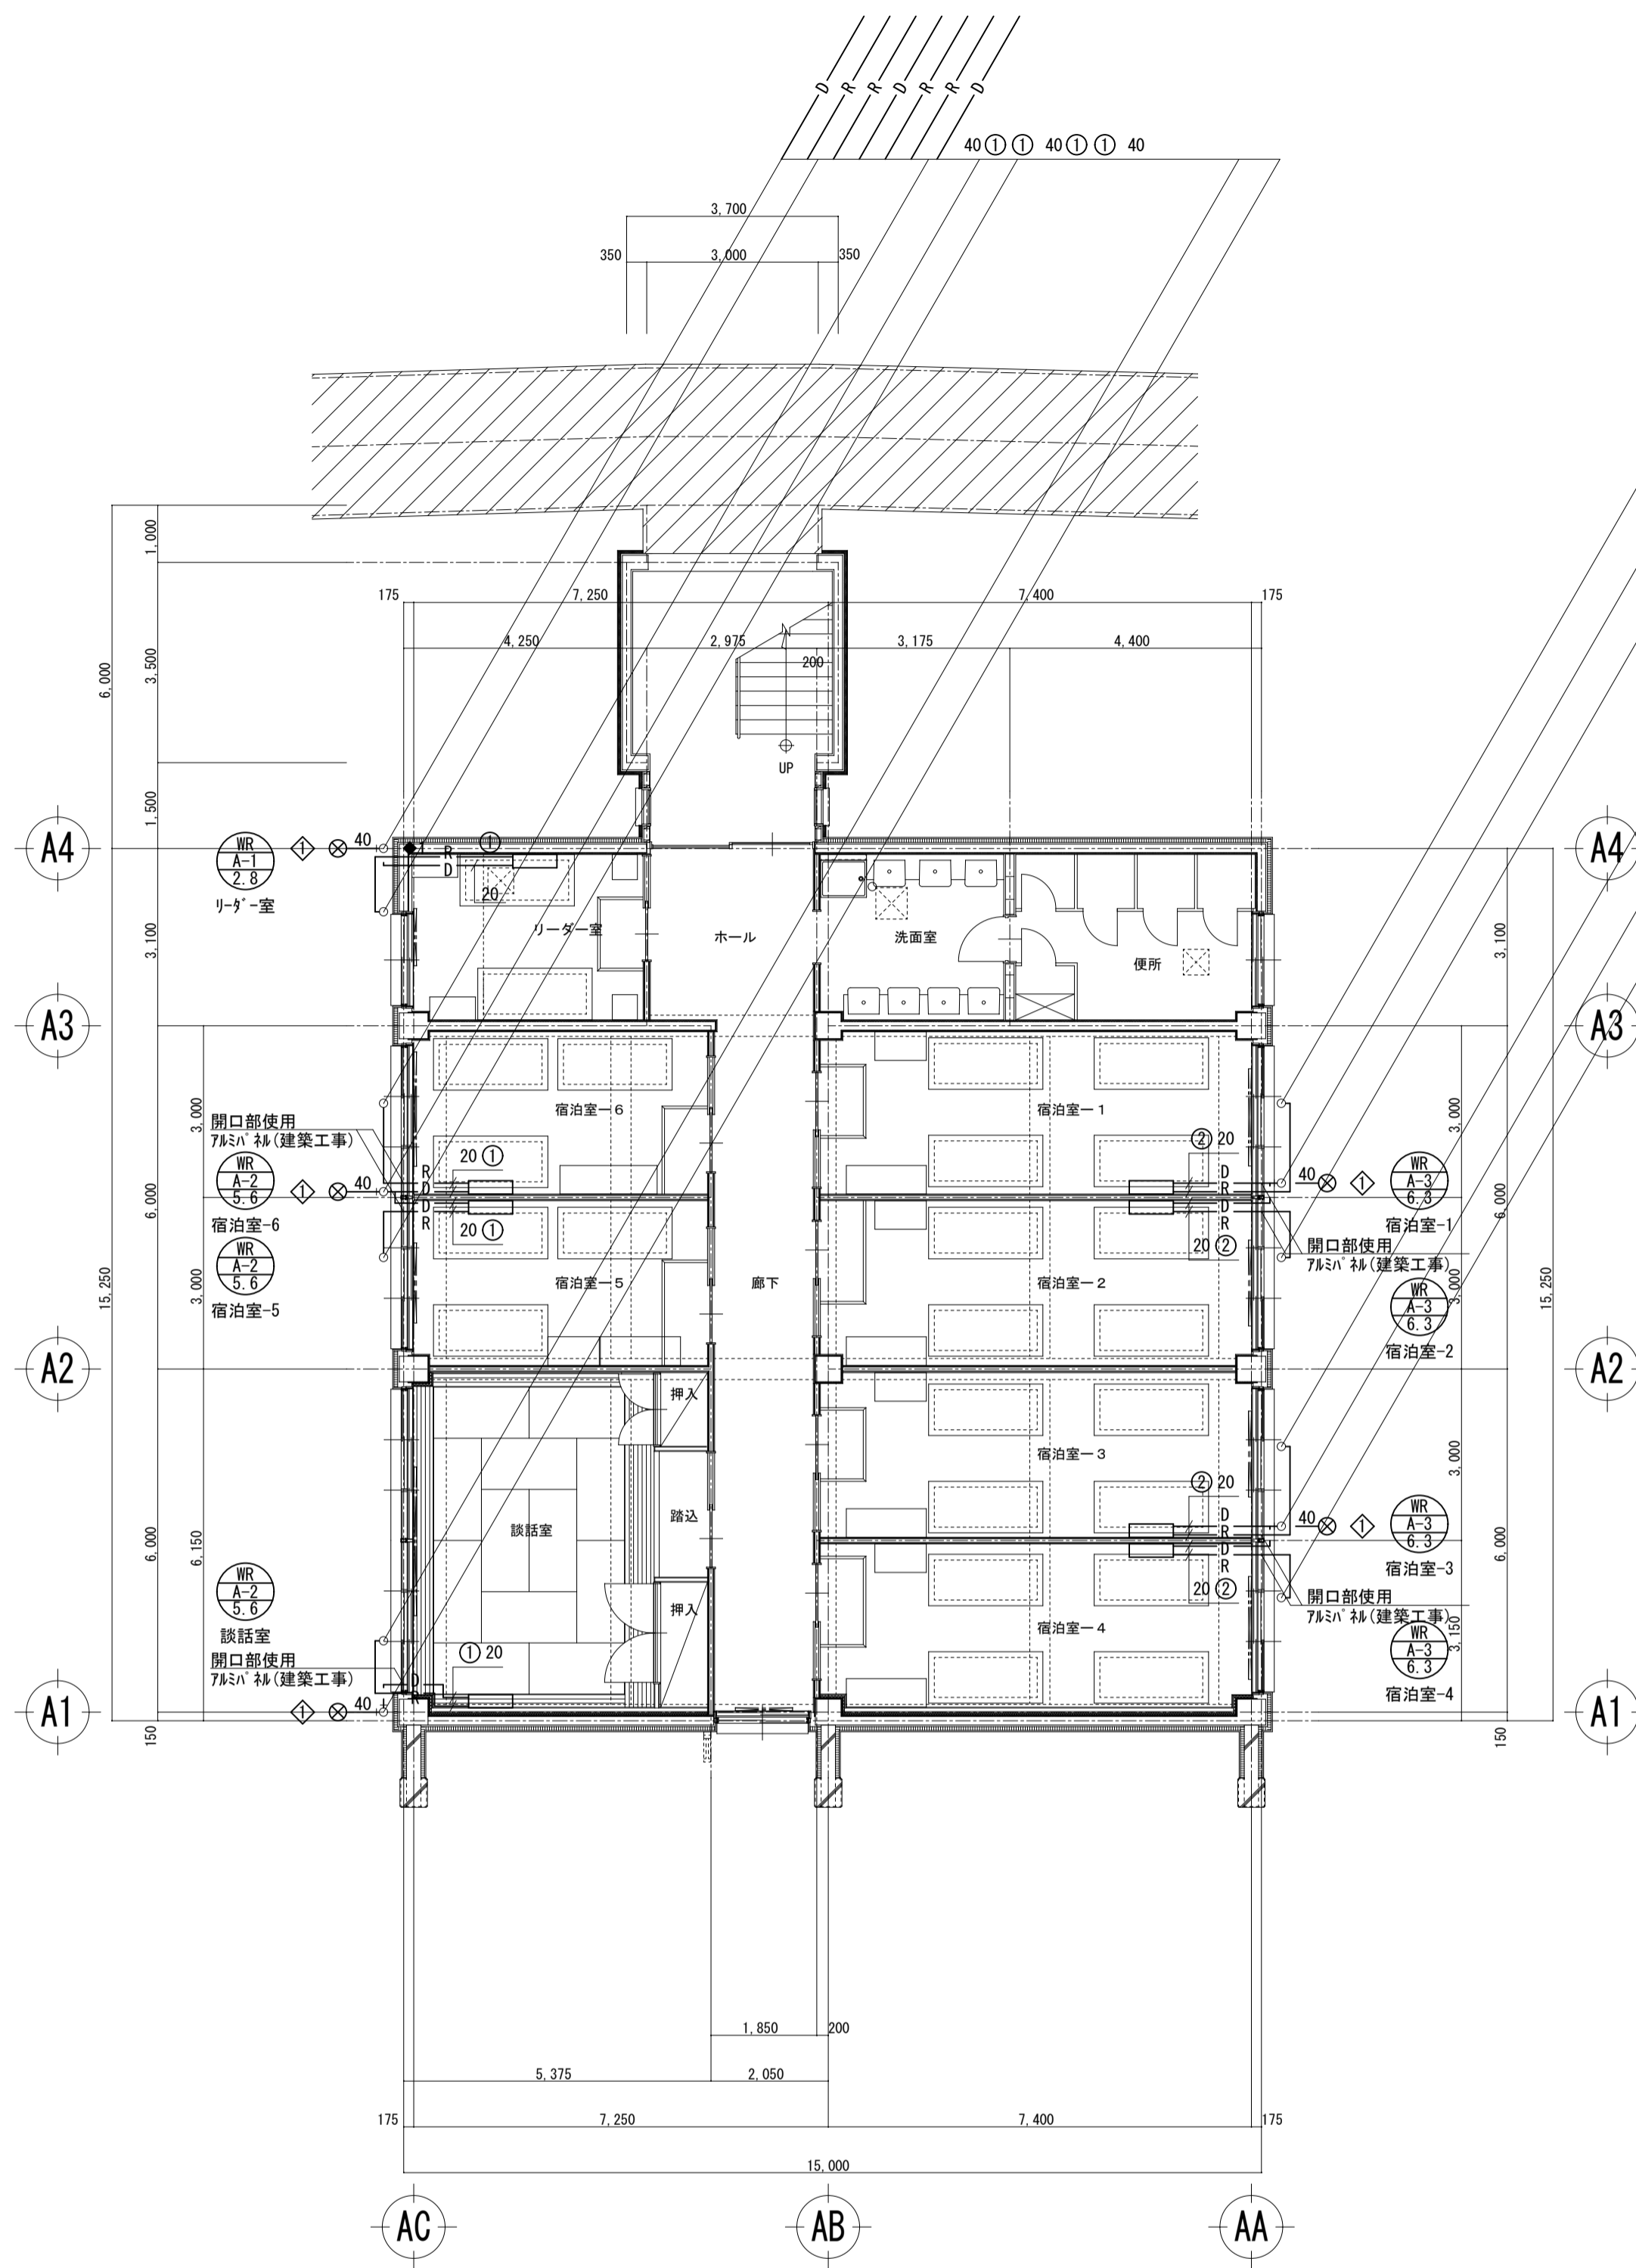 D R R D R R D
40 ① ① 40 ① ① 40
3,700
350 3,000 350
1,000
175 7,250 7,400 175
4,250 2,975 3,175 4,400
6,000
3,500
200
UP
1,500
A4
WR
A-1
2.8
リーダー室
1
40
R
D
①
20
リーダー室
ホール
洗面室
便所
A4
3,100
3,100
A3
A3
3,000
開口部使用
アルミパネル(建築工事)
宿泊室-6
宿泊室-1
3,000
WR
A-2
5.6
宿泊室-6
1
40
R
D
20 ①
② 20
D
R
40
1
WR
A-3
6.3
宿泊室-1
6,000
6,000
D
R
20 ①
D
R
20 ②
開口部使用
アルミパネル(建築工事)
WR
A-2
5.6
宿泊室-5
宿泊室-5
廊下
宿泊室-2
3,000
3,000
WR
A-3
6.3
宿泊室-2
15,250
15,250
A2
A2
押入
宿泊室-3
3,000
談話室
踏込
② 20
D
R
40
1
WR
A-3
6.3
宿泊室-3
6,000
6,150
6,000
D
R
20 ②
開口部使用
アルミパネル(建築工事)
WR
A-2
5.6
談話室
開口部使用
アルミパネル(建築工事)
押入
宿泊室-4
3,150
WR
A-3
6.3
宿泊室-4
① 20
D
R
1
40
A1
A1
150
150
1,850 200
5,375 2,050
175 7,250 7,400 175
15,000
AC AB AA